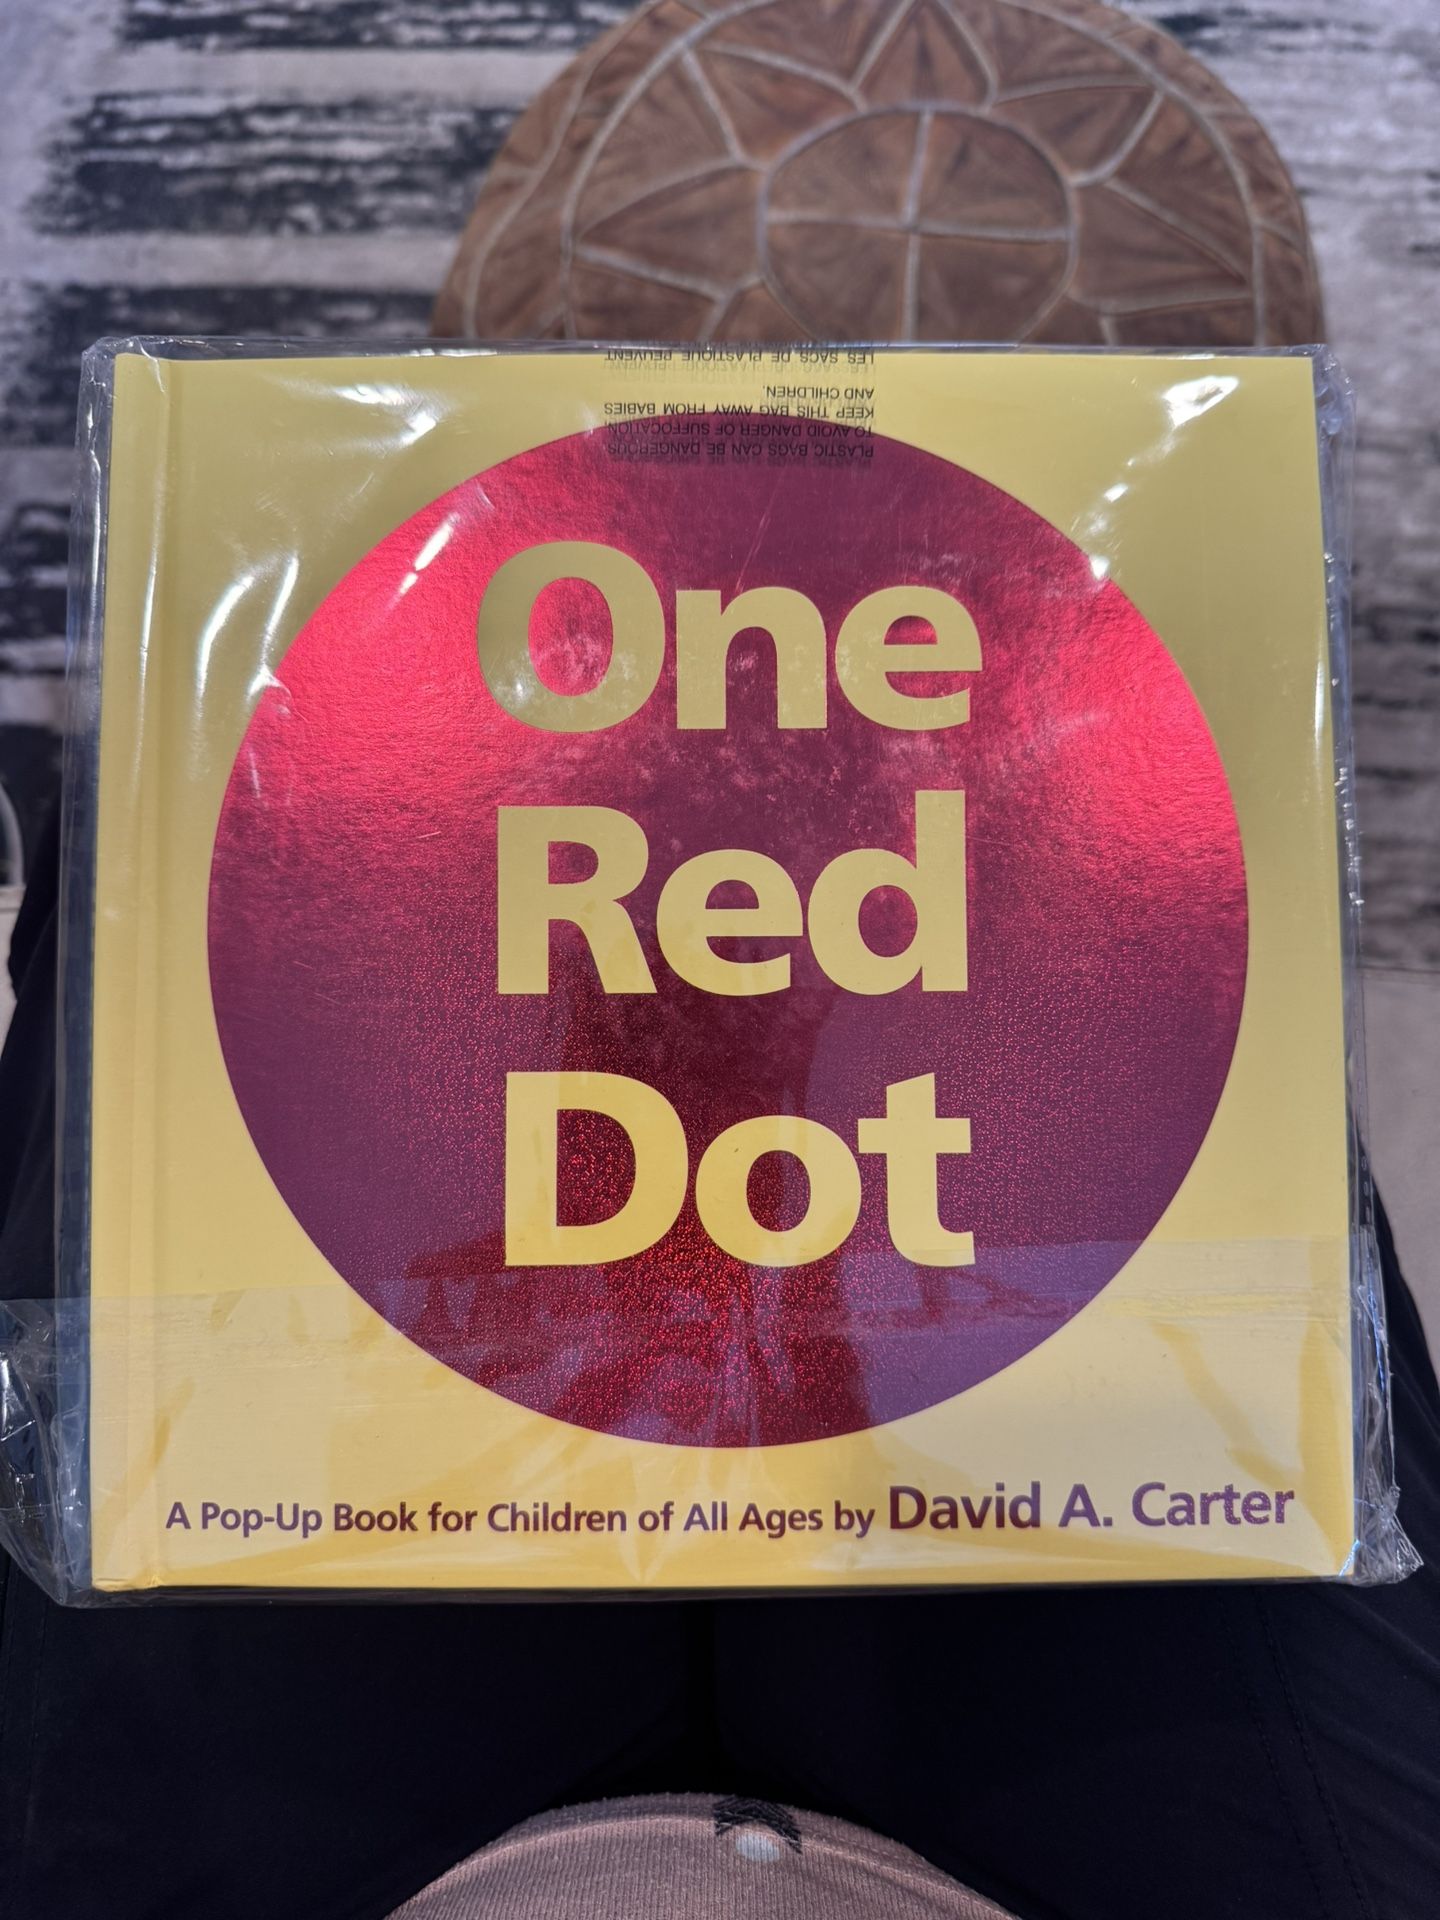 One
Red
Dot
A Pop-Up Book for Children of All Ages by David A. Carter
PLASTIC BAGS CAN BE DANGEROUS
TO AVOID DANGER OF SUFFOCATION
KEEP THIS BAG AWAY FROM BABIES
AND CHILDREN.
LES SACS DE PLASTIQUE PEUVENT